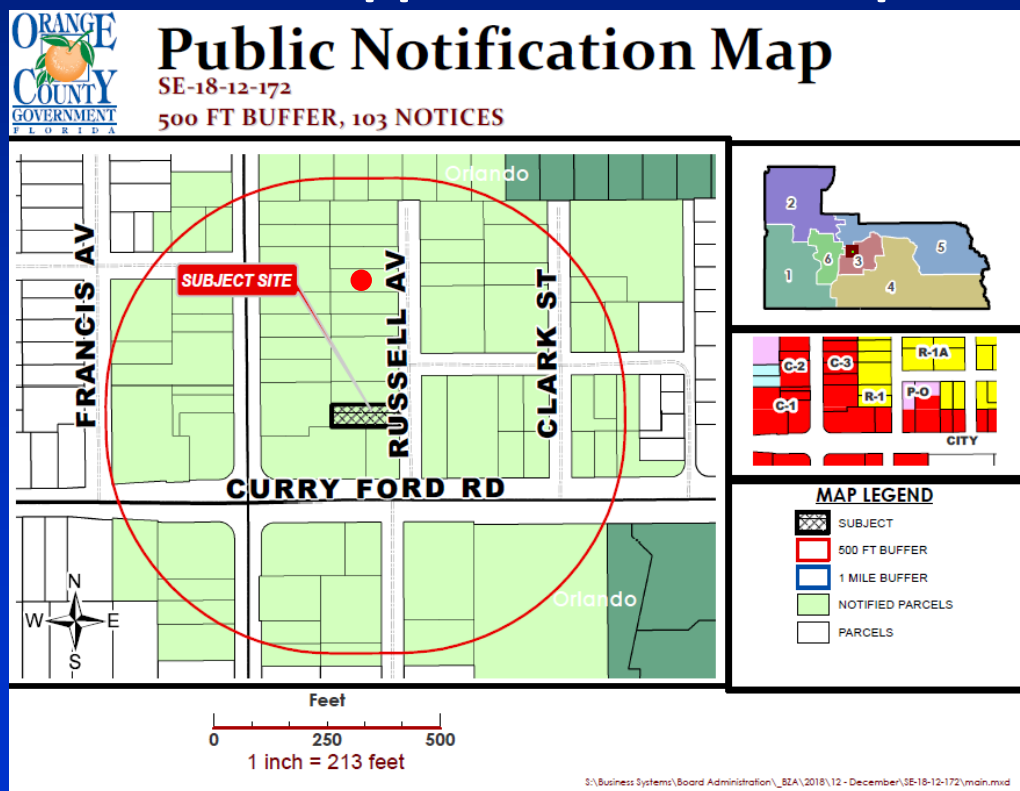 ORANGE
COUNTY
GOVERNMENT
FLORIDA
Public Notification Map
SE-18-12-172
500 FT BUFFER, 103 NOTICES
Orlando
SUBJECT SITE
FRANCIS AV
RUSSELL AV
CLARK ST
CURRY FORD RD
Orlando
N
W E
S
2
5
6
3
1
4
C-2
C-3
R-1A
R-1
P-O
C-1
CITY
MAP LEGEND
SUBJECT
500 FT BUFFER
1 MILE BUFFER
NOTIFIED PARCELS
PARCELS
Feet
0 250 500
1 inch = 213 feet
S:\Business Systems\Board Administration\_BZA\2018\12 - December\SE-18-12-172\main.mxd